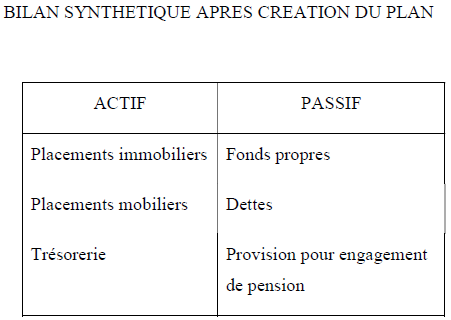 BILAN SYNTHETIQUE APRES CREATION DU PLAN
ACTIF PASSIF
Placements immobiliers Fonds propres
Placements mobiliers Dettes
Trésorerie Provision pour engagement
de pension